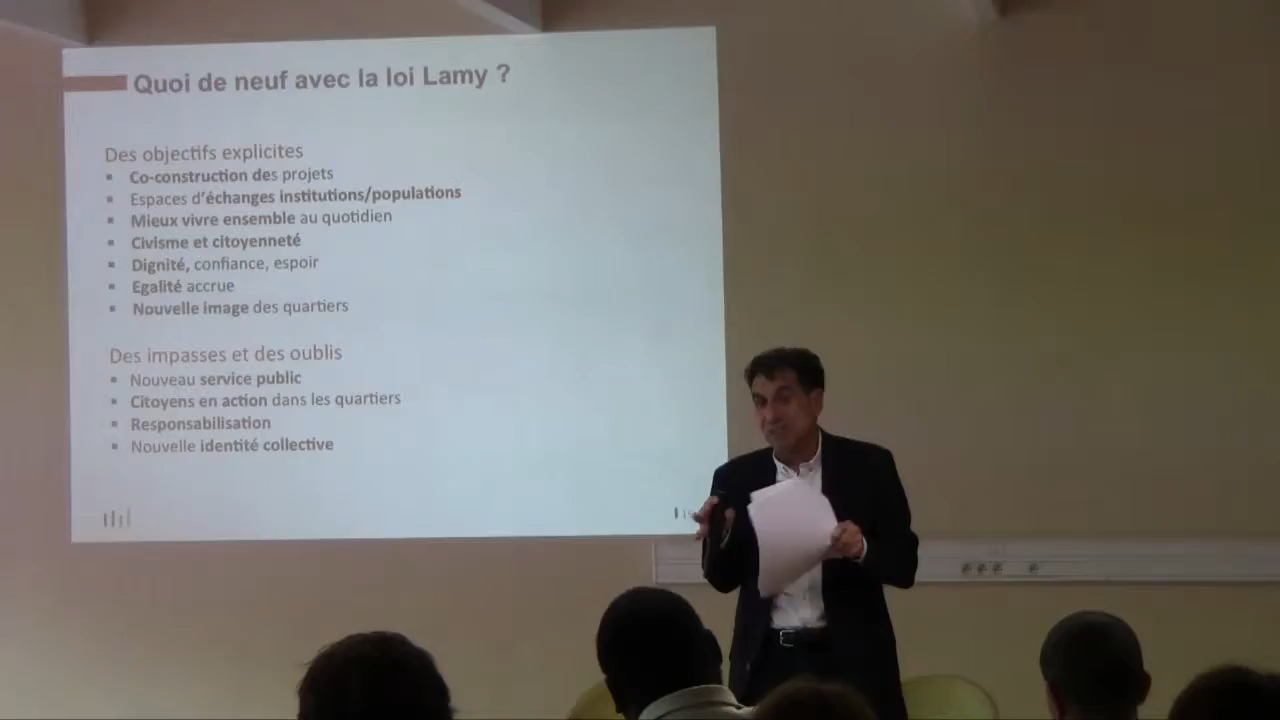 Quoi de neuf avec la loi Lamy ?
Des objectifs explicites
Co-construction des projets
Espaces d'échanges institutions/populations
Mieux vivre ensemble au quotidien
Civisme et citoyenneté
Dignité, confiance, espoir
Egalité accrue
Nouvelle image des quartiers
Des impasses et des oublis
Nouveau service public
Citoyens en action dans les quartiers
Responsabilisation
Nouvelle identité collective